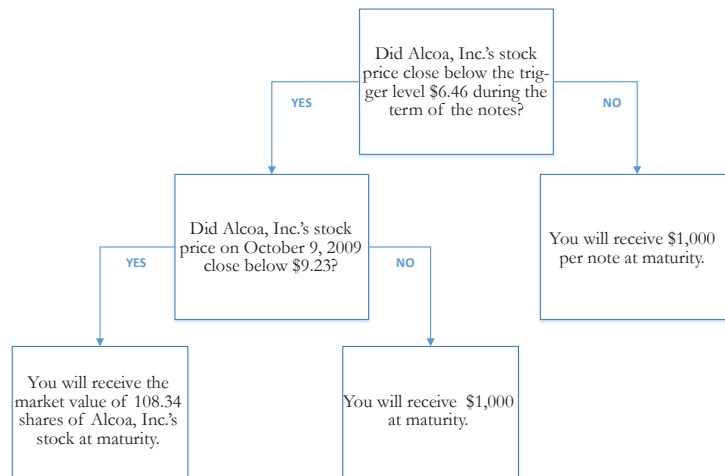 Did Alcoa, Inc.'s stock
price close below the trig-
ger level $6.46 during the
term of the notes?
YES
NO
Did Alcoa, Inc.'s stock
price on October 9, 2009
close below $9.23?
You will receive $1,000
per note at maturity.
YES
NO
You will receive the
market value of 108.34
shares of Alcoa, Inc.'s
stock at maturity.
You will receive $1,000
at maturity.